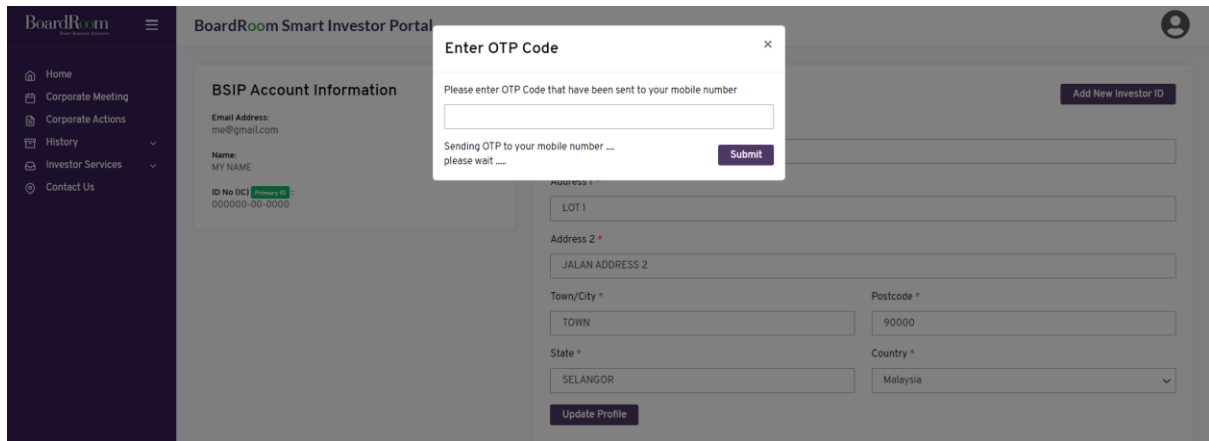 BoardRoom
Smart Business Solutions
BoardRoom Smart Investor Portal
Home
Corporate Meeting
Corporate Actions
History
Investor Services
Contact Us
BSIP Account Information
Email Address:
me@gmail.com
Name:
MY NAME
ID No (IC) Primary ID :
000000-00-0000
Enter OTP Code ×
Please enter OTP Code that have been sent to your mobile number
Sending OTP to your mobile number ....
please wait .....
Submit
Add New Investor ID
Address 1 *
LOT 1
Address 2 *
JALAN ADDRESS 2
Town/City *
Postcode *
TOWN
90000
State *
Country *
SELANGOR
Malaysia
Update Profile